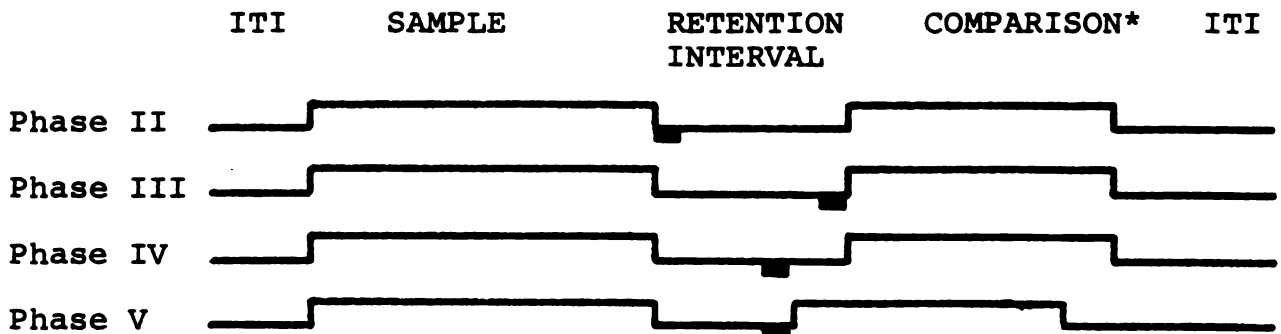 ITI SAMPLE RETENTION COMPARISON* ITI
INTERVAL
Phase II
Phase III
Phase IV
Phase V